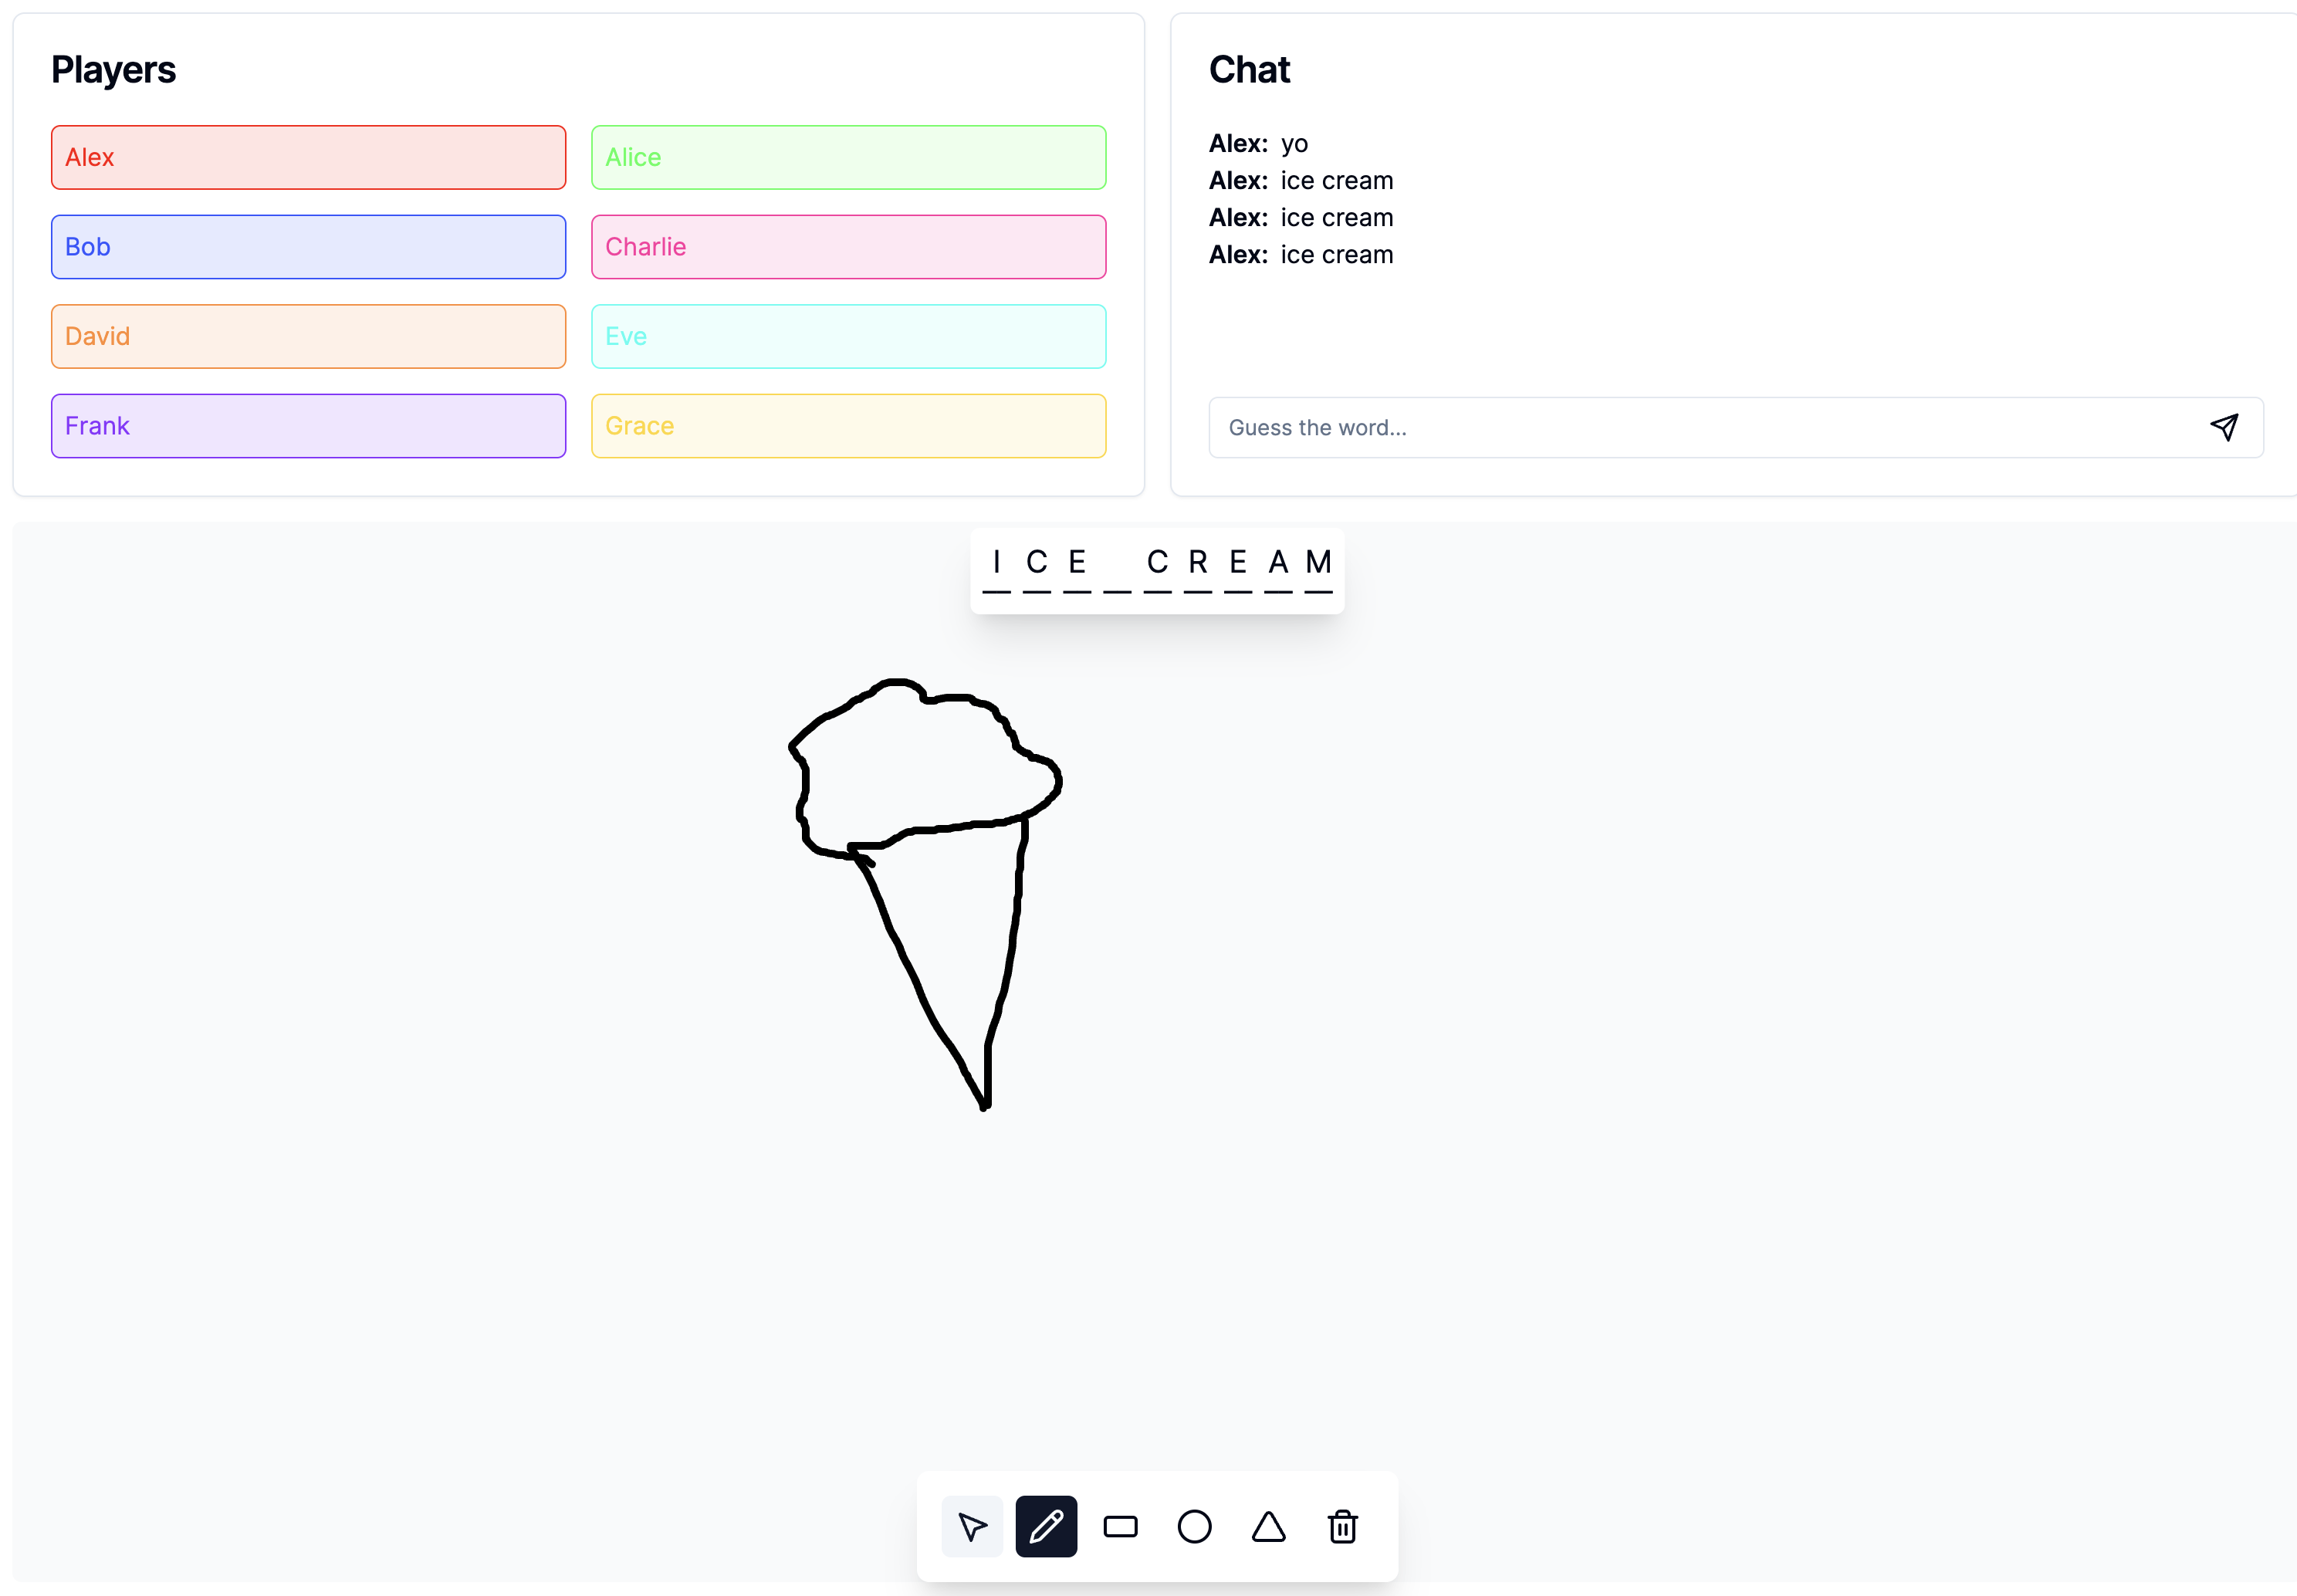 Players
Alex
Alice
Bob
Charlie
David
Eve
Frank
Grace
Chat
Alex: yo
Alex: ice cream
Alex: ice cream
Alex: ice cream
Guess the word...
I C E   C R E A M